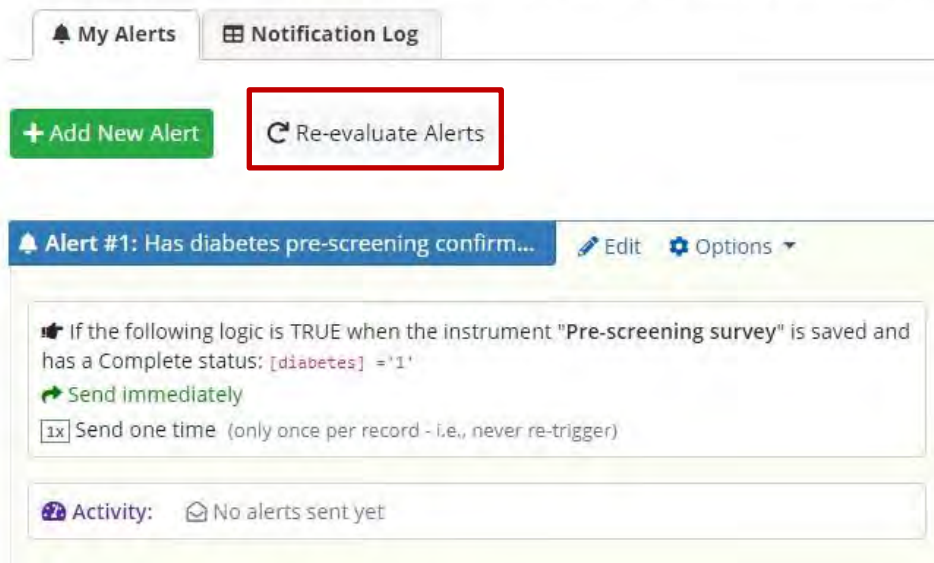 My Alerts
Notification Log
+ Add New Alert
Re-evaluate Alerts
Alert #1: Has diabetes pre-screening confirm...
Edit
Options
If the following logic is TRUE when the instrument "Pre-screening survey" is saved and
has a Complete status: [diabetes] ='1'
Send immediately
1x Send one time (only once per record - i.e., never re-trigger)
Activity:
No alerts sent yet